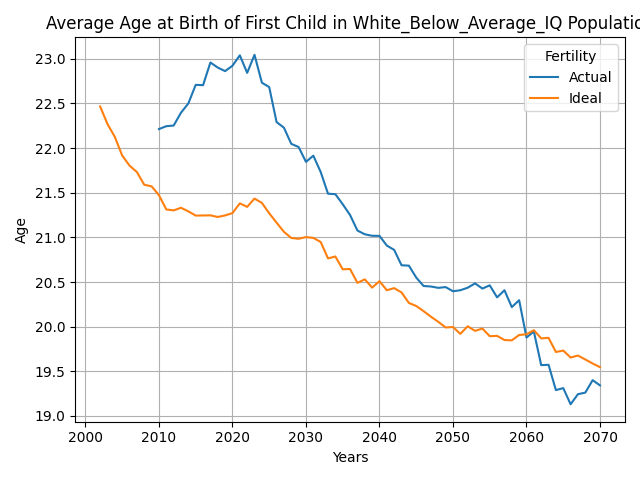 Average Age at Birth of First Child in White_Below_Average_IQ Populatio
Fertility
Actual
Ideal
23.0
22.5
22.0
21.5
21.0
20.5
20.0
19.5
19.0
Age
2000 2010 2020 2030 2040 2050 2060 2070
Years